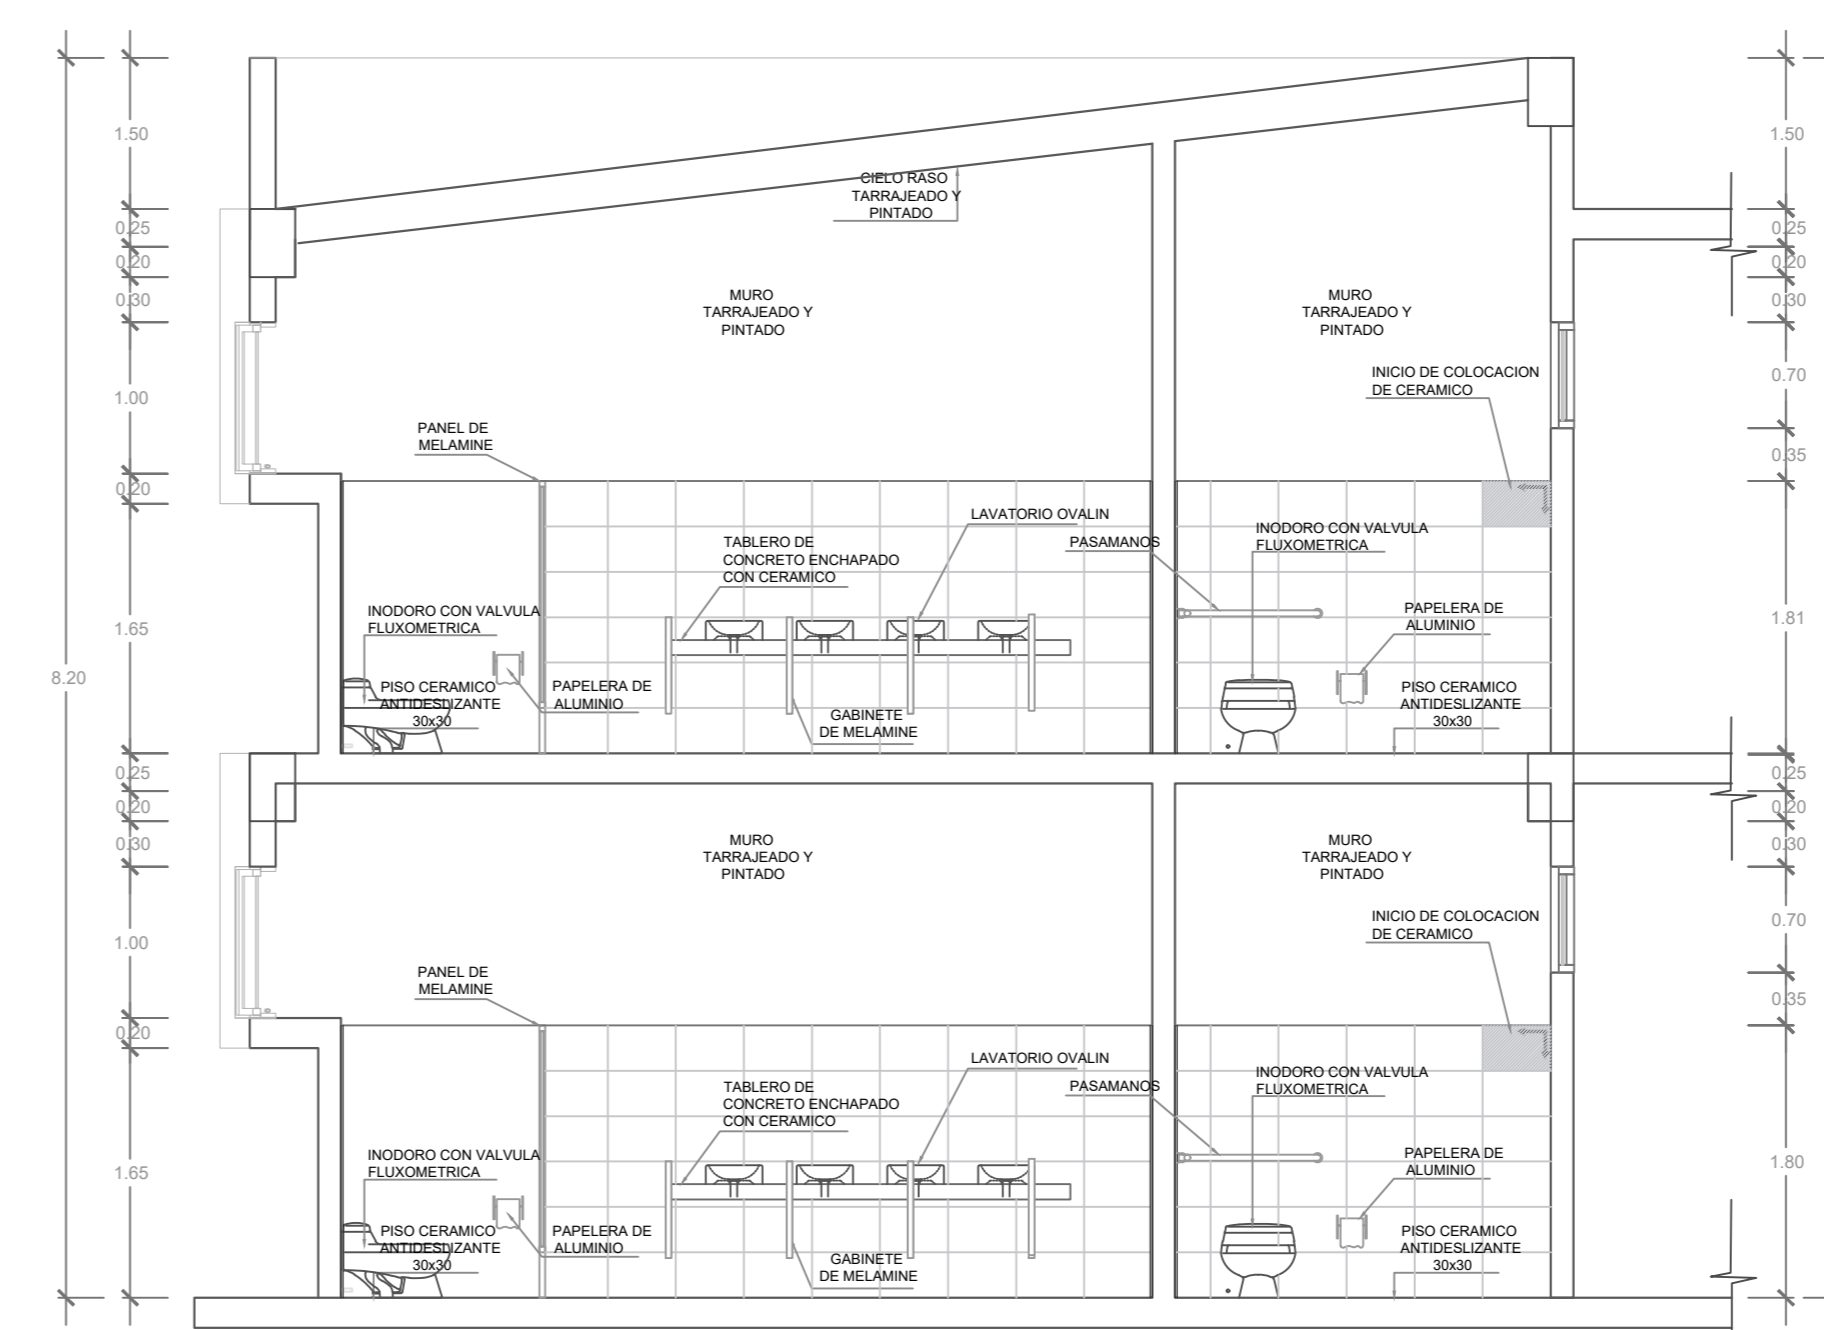 1.50
1.50
CIELO RASO
TARRAJEADO Y
PINTADO
0.25
0.25
0.20
0.20
0.30
0.30
MURO
TARRAJEADO Y
PINTADO
MURO
TARRAJEADO Y
PINTADO
INICIO DE COLOCACION
DE CERAMICO
0.70
1.00
PANEL DE
MELAMINE
0.35
0.20
LAVATORIO OVALIN
INODORO CON VALVULA
FLUXOMETRICA
TABLERO DE
CONCRETO ENCHAPADO
CON CERAMICO
PASAMANOS
INODORO CON VALVULA
FLUXOMETRICA
PAPELERA DE
ALUMINIO
1.65
1.81
8.20
PISO CERAMICO
ANTIDESLIZANTE
30x30
PAPELERA DE
ALUMINIO
GABINETE
DE MELAMINE
PISO CERAMICO
ANTIDESLIZANTE
30x30
0.25
0.25
0.20
0.20
0.30
0.30
MURO
TARRAJEADO Y
PINTADO
MURO
TARRAJEADO Y
PINTADO
INICIO DE COLOCACION
DE CERAMICO
0.70
1.00
PANEL DE
MELAMINE
0.35
0.20
LAVATORIO OVALIN
INODORO CON VALVULA
FLUXOMETRICA
TABLERO DE
CONCRETO ENCHAPADO
CON CERAMICO
PASAMANOS
INODORO CON VALVULA
FLUXOMETRICA
PAPELERA DE
ALUMINIO
1.65
1.80
PISO CERAMICO
ANTIDESLIZANTE
30x30
PAPELERA DE
ALUMINIO
GABINETE
DE MELAMINE
PISO CERAMICO
ANTIDESLIZANTE
30x30